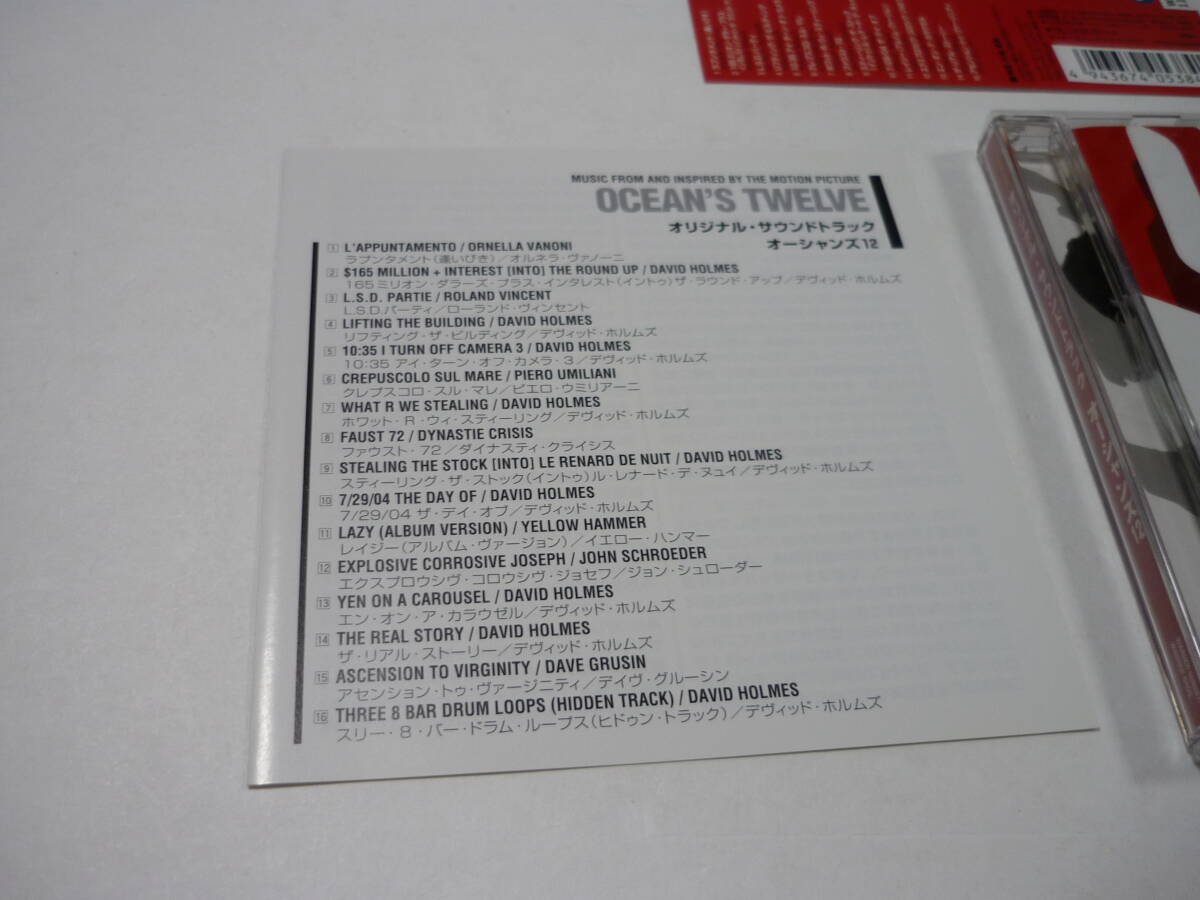 MUSIC FROM AND INSPIRED BY THE MOTION PICTURE
OCEAN'S TWELVE
オリジナル・サウンドトラック
オーシャンズ12
1 L'APPUNTAMENTO / ORNELLA VANONI
ラプンタメント(逢いびき)/オルネラ・ヴァノーニ
2 $165 MILLION + INTEREST [INTO] THE ROUND UP / DAVID HOLMES
165ミリオン・ダラーズ・プラス・インタレスト(イントゥ)ザ・ラウンド・アップ/デヴィッド・ホルムズ
3 L.S.D. PARTIE / ROLAND VINCENT
L.S.D.パーティ/ローランド・ヴィンセント
4 LIFTING THE BUILDING / DAVID HOLMES
リフティング・ザ・ビルディング/デヴィッド・ホルムズ
5 10:35 I TURN OFF CAMERA 3 / DAVID HOLMES
10:35 アイ・ターン・オフ・カメラ・3/デヴィッド・ホルムズ
6 CREPUSCOLO SUL MARE / PIERO UMILIANI
クレプスコロ・スル・マレ/ピエロ・ウミリアーニ
7 WHAT R WE STEALING / DAVID HOLMES
ホワット・R・ウィ・スティーリング/デヴィッド・ホルムズ
8 FAUST 72 / DYNASTIE CRISIS
ファウスト・72/ダイナスティ・クライシス
9 STEALING THE STOCK [INTO] LE RENARD DE NUIT / DAVID HOLMES
スティーリング・ザ・ストック(イントゥ)ル・レナード・デ・ヌュイ/デヴィッド・ホルムズ
10 7/29/04 THE DAY OF / DAVID HOLMES
7/29/04 ザ・デイ・オブ/デヴィッド・ホルムズ
11 LAZY (ALBUM VERSION) / YELLOW HAMMER
レイジー(アルバム・ヴァージョン)/イエロー・ハンマー
12 EXPLOSIVE CORROSIVE JOSEPH / JOHN SCHROEDER
エクスプロウシヴ・コロウシヴ・ジョセフ/ジョン・シュローダー
13 YEN ON A CAROUSEL / DAVID HOLMES
エン・オン・ア・カラウゼル/デヴィッド・ホルムズ
14 THE REAL STORY / DAVID HOLMES
ザ・リアル・ストーリー/デヴィッド・ホルムズ
15 ASCENSION TO VIRGINITY / DAVE GRUSIN
アセンション・トゥ・ヴァージニティ/デイヴ・グルーシン
16 THREE 8 BAR DRUM LOOPS (HIDDEN TRACK) / DAVID HOLMES
スリー・8・バー・ドラム・ループス(ヒドゥン・トラック)/デヴィッド・ホルムズ
4 943674 0538
オーシャンズ12